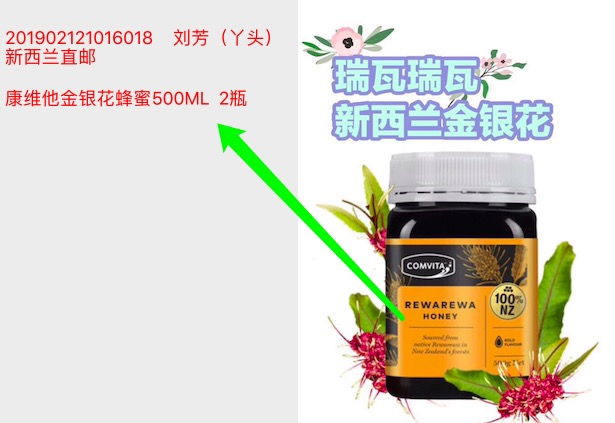 201902121016018 刘芳（丫头）
新西兰直邮
康维他金银花蜂蜜500ML 2瓶
瑞瓦瑞瓦
新西兰金银花
COMVITA
REWAREWA
HONEY
100%
NZ
Sourced from
native Rewarewa in
New Zealand's forests
BOLD
FLAVOUR
500g Net